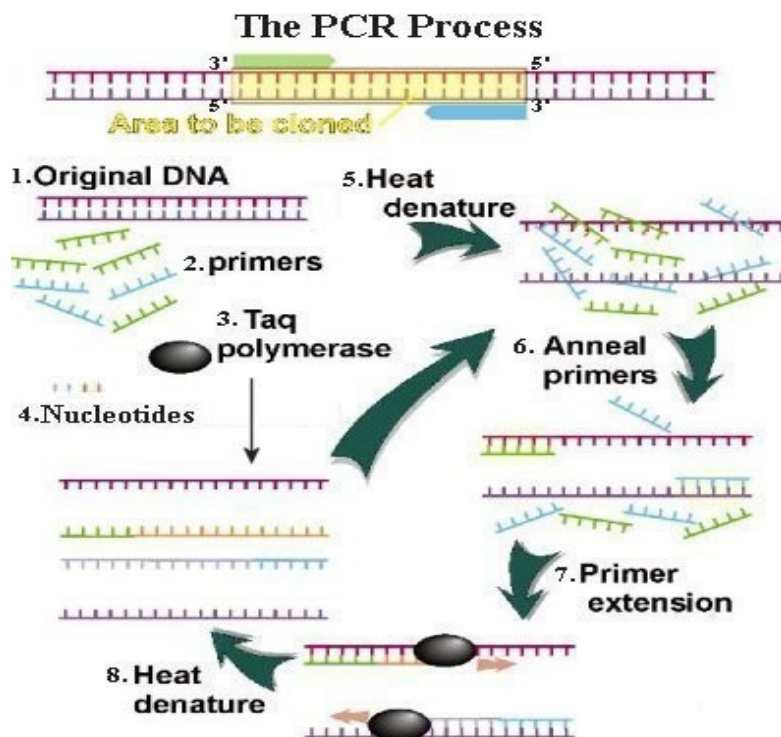 The PCR Process
3' 5'
5' 3'
Area to be cloned
1.Original DNA
2.primers
3.Taq
polymerase
4.Nucleotides
5.Heat
denature
6.Anneal
primers
7.Primer
extension
8.Heat
denature